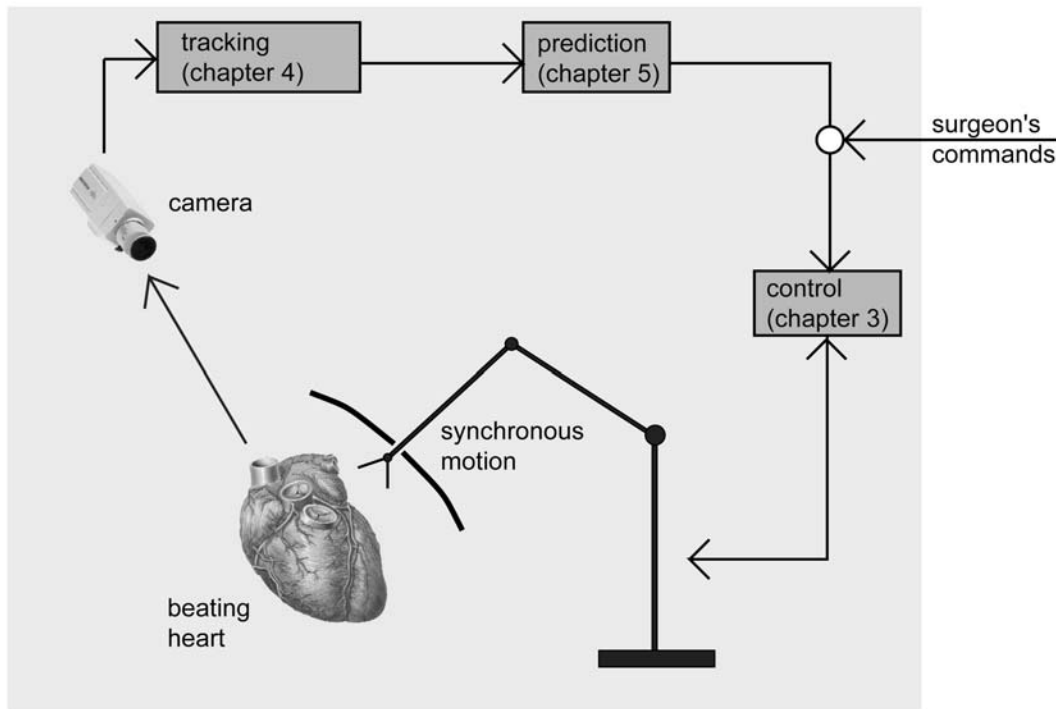 tracking
(chapter 4)
prediction
(chapter 5)
surgeon's
commands
camera
control
(chapter 3)
synchronous
motion
beating
heart